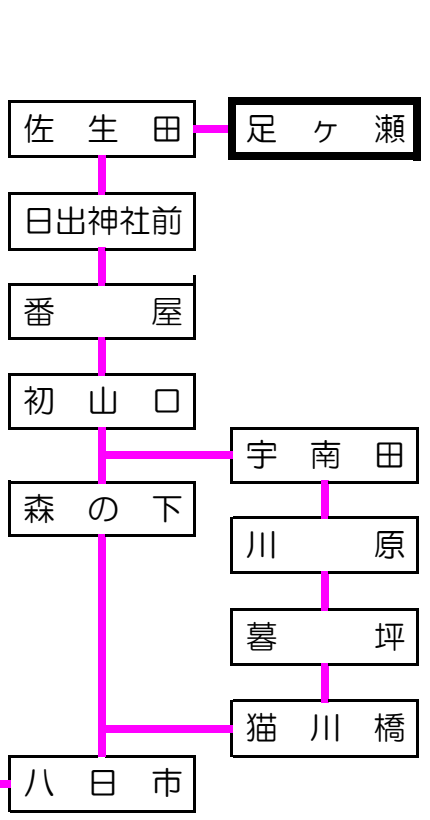 佐生田
足ヶ瀬
日出神社前
番屋
初山口
宇南田
森の下
川原
暮坪
猫川橋
八日市